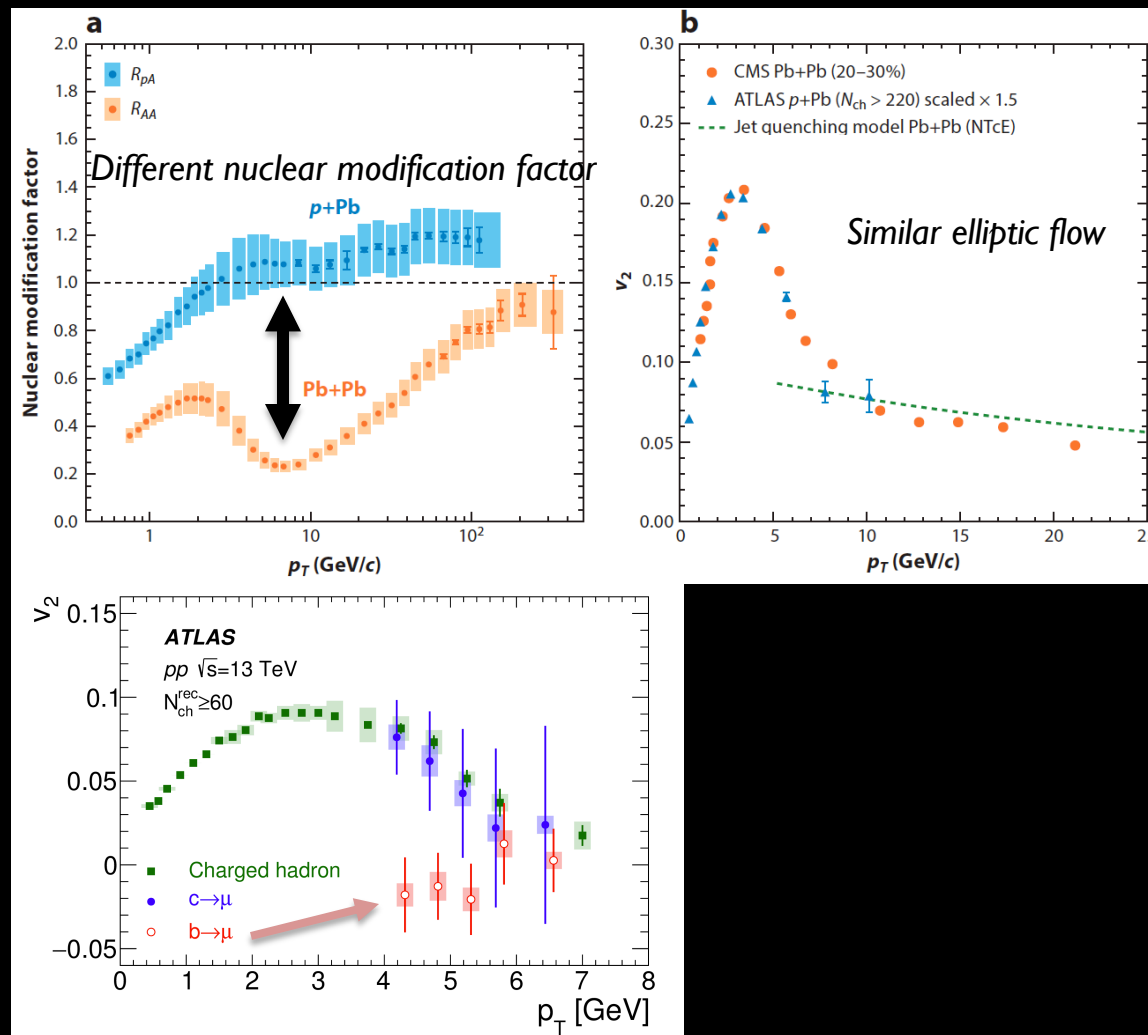 a
2.0
1.8
1.6
1.4
1.2
1.0
0.8
0.6
0.4
0.2
0.0
Nuclear modification factor
R_pA
R_AA
Different nuclear modification factor
p+Pb
Pb+Pb
1 10 10²
p_T (GeV/c)
b
0.30
0.25
0.20
0.15
0.10
0.05
0.00
v₂
CMS Pb+Pb (20–30%)
ATLAS p+Pb (N_ch > 220) scaled × 1.5
Jet quenching model Pb+Pb (NTcE)
Similar elliptic flow
0 5 10 15 20 25
p_T (GeV/c)
v₂
0.15
0.1
0.05
0
−0.05
ATLAS
pp √s=13 TeV
N_ch^rec≥60
Charged hadron
c→μ
b→μ
0 1 2 3 4 5 6 7 8
p_T [GeV]